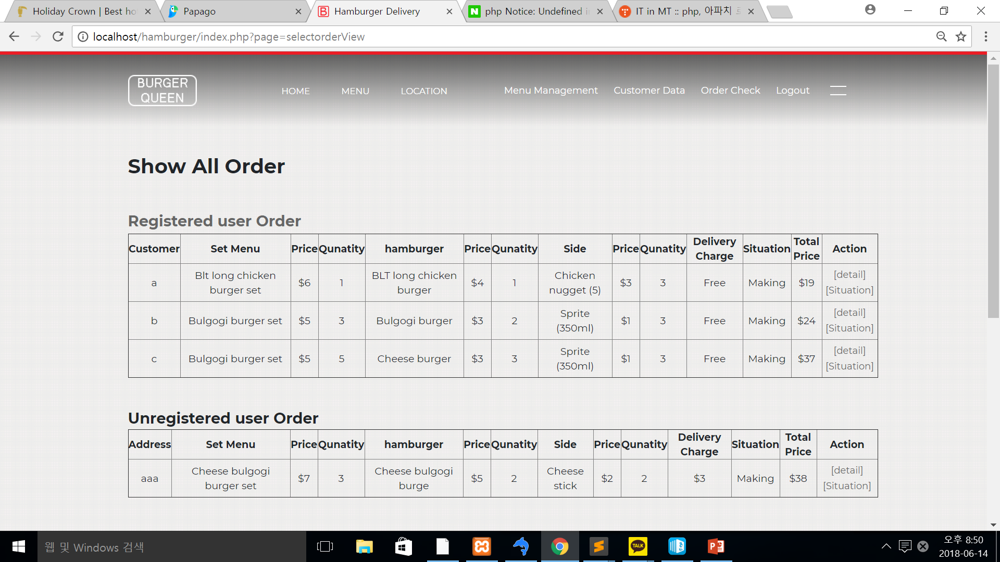 Holiday Crown | Best ho
Papago
Hamburger Delivery
php Notice: Undefined i
IT in MT :: php, 아파치
localhost/hamburger/index.php?page=selectorderView
BURGER
QUEEN
HOME MENU LOCATION Menu Management Customer Data Order Check Logout
Show All Order
Registered user Order
Customer Set Menu Price Qunatity hamburger Price Qunatity Side Price Qunatity Delivery Charge Situation Total Price Action
a Blt long chicken burger set $6 1 BLT long chicken burger $4 1 Chicken nugget (5) $3 3 Free Making $19 [detail] [Situation]
b Bulgogi burger set $5 3 Bulgogi burger $3 2 Sprite (350ml) $1 3 Free Making $24 [detail] [Situation]
c Bulgogi burger set $5 5 Cheese burger $3 3 Sprite (350ml) $1 3 Free Making $37 [detail] [Situation]
Unregistered user Order
Address Set Menu Price Qunatity hamburger Price Qunatity Side Price Qunatity Delivery Charge Situation Total Price Action
aaa Cheese bulgogi burger set $7 3 Cheese bulgogi burge $5 2 Cheese stick $2 2 $3 Making $38 [detail] [Situation]
웹 및 Windows 검색
TALK
오후 8:50
2018-06-14